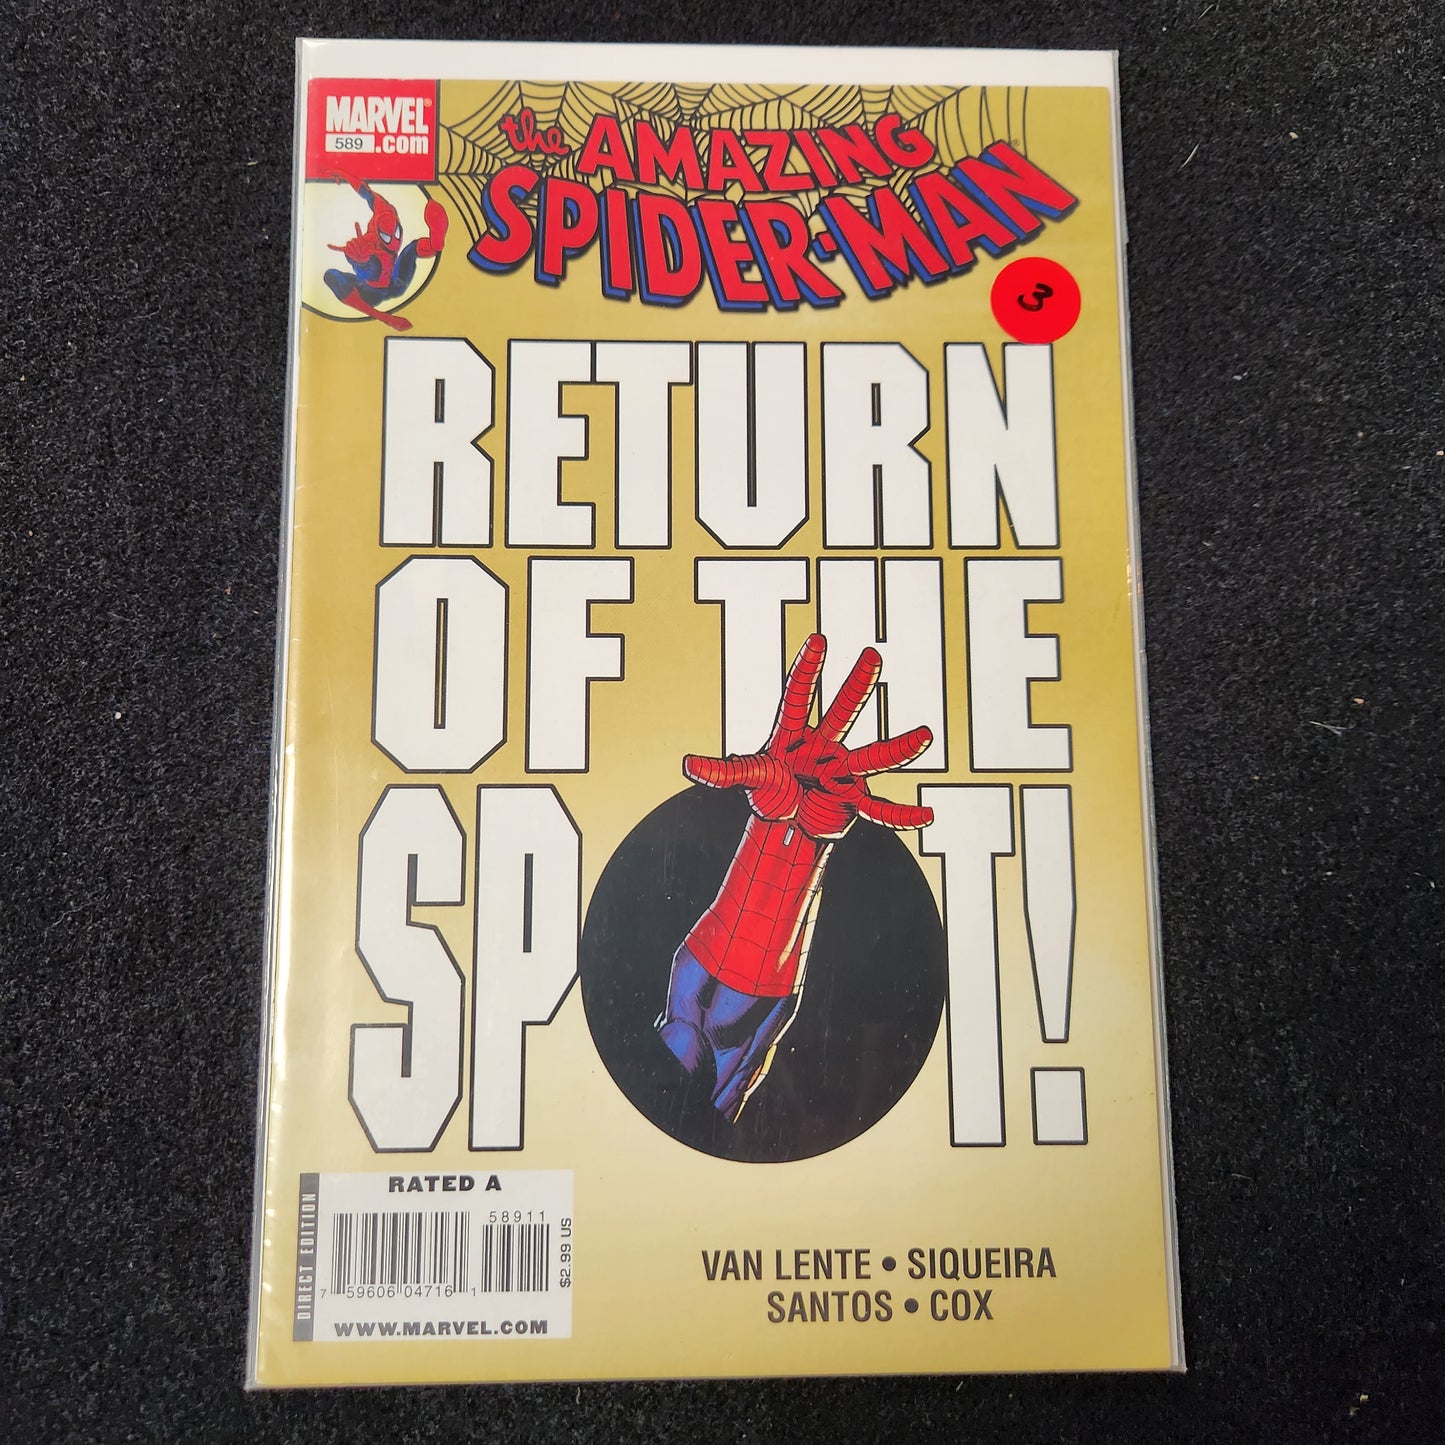 MARVEL®
589 .com
the AMAZING
SPIDER-MAN®
3
RETURN
OF THE
SPOT!
RATED A
DIRECT EDITION
58911
7 59606 04716 1
$2.99 US
WWW.MARVEL.COM
VAN LENTE • SIQUEIRA
SANTOS • COX